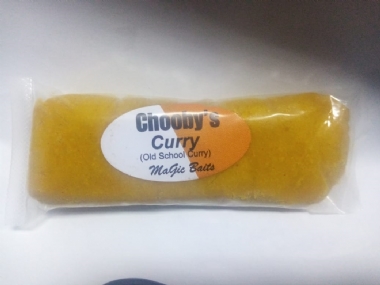 Chooby's
Curry
(Old School Curry)
MaGic Baits